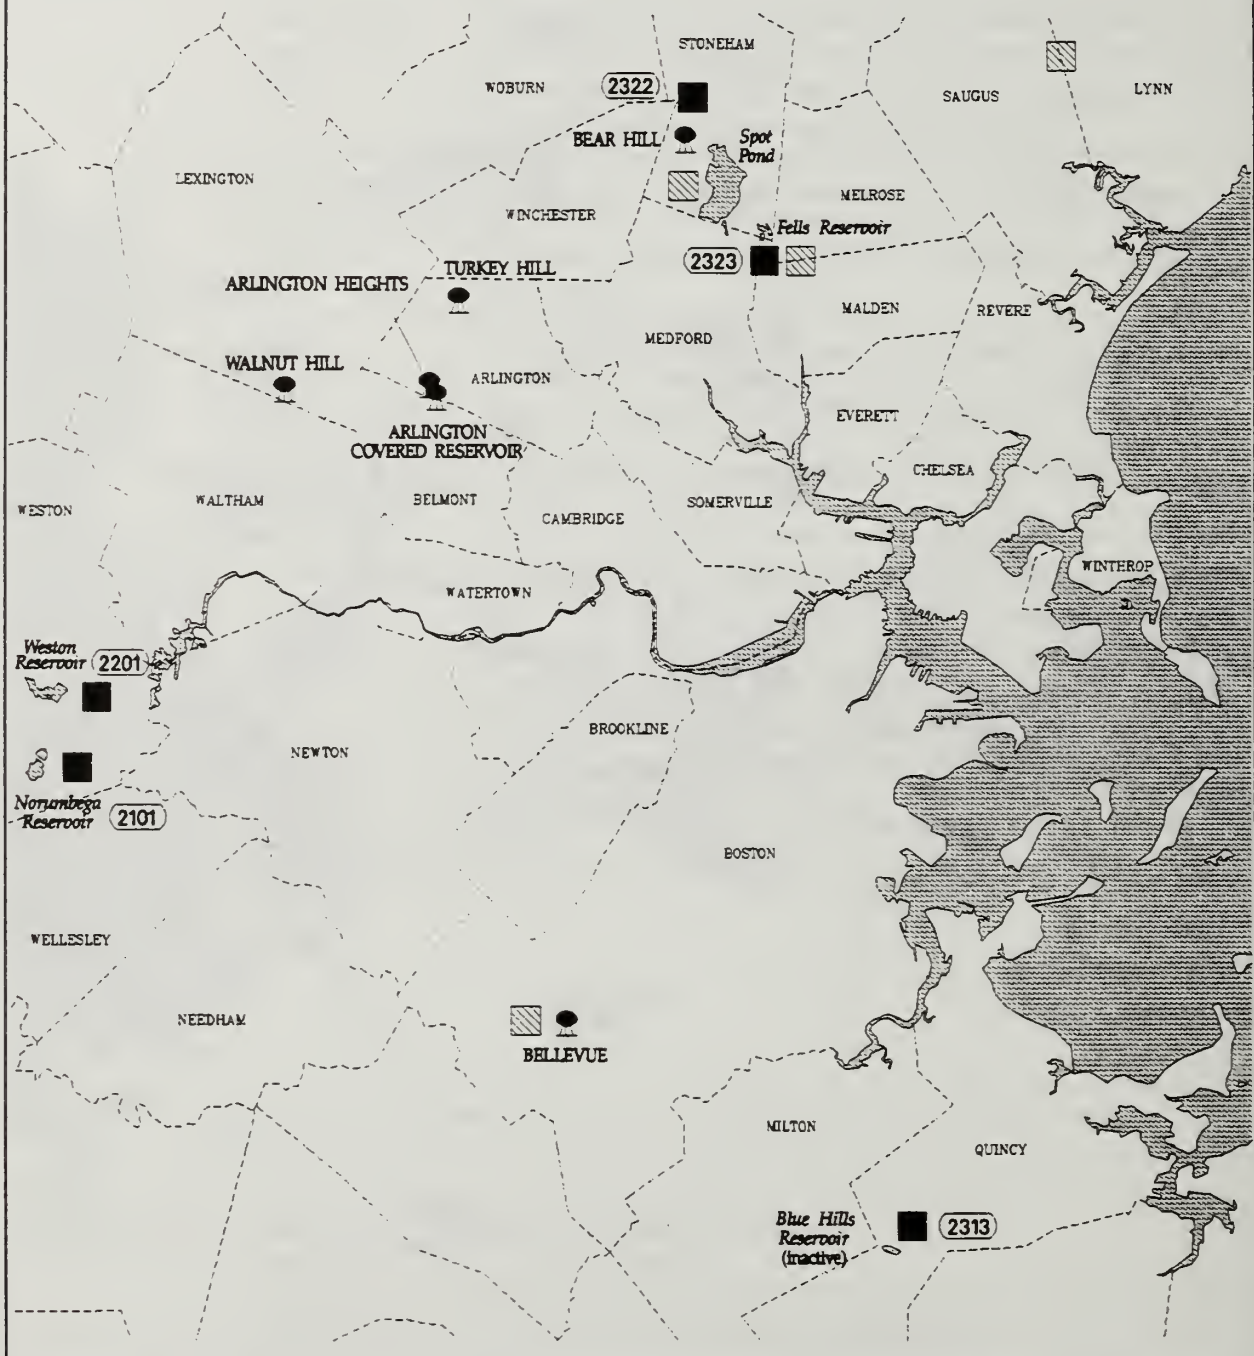 STONEHAM
WOBURN
2322
SAUGUS
LYNN
BEAR HILL
Spot
Pond
LEXINGTON
MELROSE
WINCHESTER
Fells Reservoir
2323
TURKEY HILL
ARLINGTON HEIGHTS
MALDEN
REVERE
MEDFORD
WALNUT HILL
ARLINGTON
EVERETT
ARLINGTON
COVERED RESERVOIR
CHELSEA
WESTON
WALTHAM
BELMONT
CAMBRIDGE
SOMERVILLE
WINTHROP
WATERTOWN
Weston
Reservoir
2201
BROOKLINE
NEWTON
Norumbega
Reservoir
2101
BOSTON
WELLESLEY
NEEDHAM
BELLEVUE
MILTON
QUINCY
Blue Hills
Reservoir
(inactive)
2313